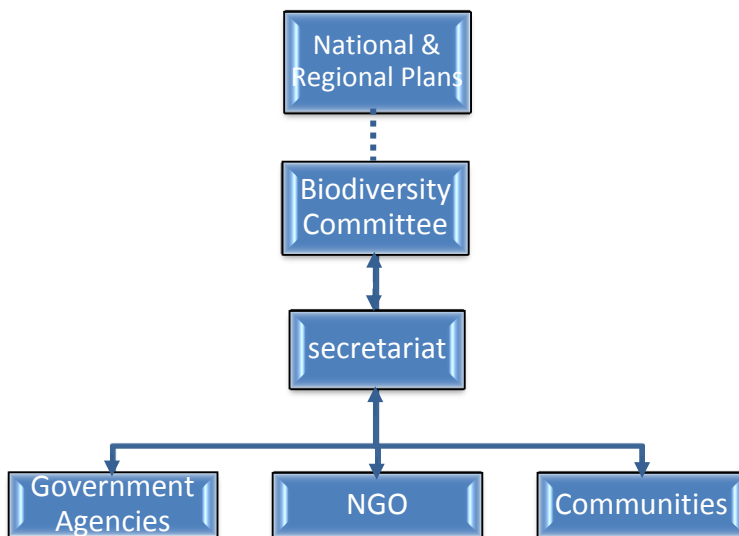 National &
Regional Plans
Biodiversity
Committee
secretariat
Government
Agencies
NGO
Communities